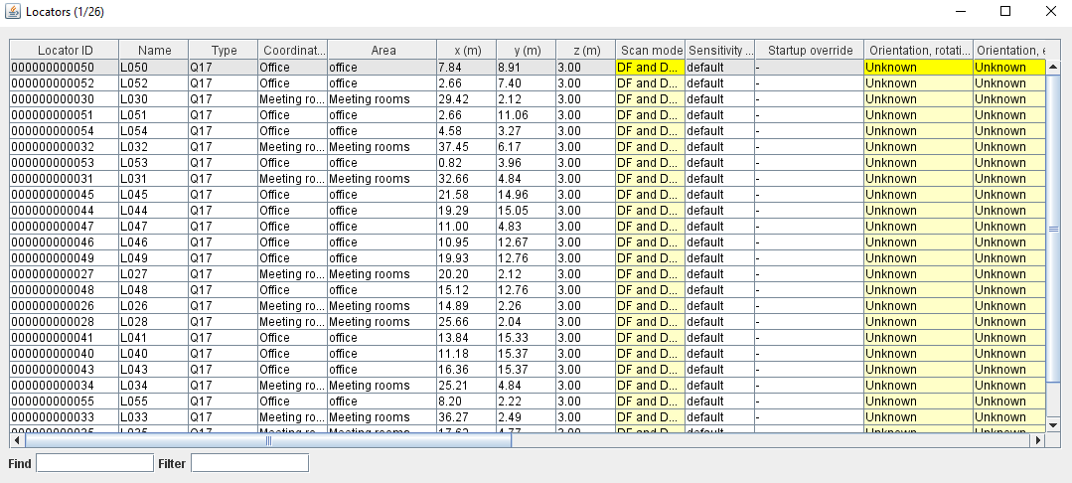 Locators (1/26)
Locator ID Name Type Coordinat... Area x (m) y (m) z (m) Scan mode Sensitivity ... Startup override Orientation, rotati... Orientation, e
000000000050 L050 Q17 Office office 7.84 8.91 3.00 DF and D... default - Unknown Unknown
000000000052 L052 Q17 Office office 2.66 7.40 3.00 DF and D... default - Unknown Unknown
000000000030 L030 Q17 Meeting ro... Meeting rooms 29.42 2.12 3.00 DF and D... default - Unknown Unknown
000000000051 L051 Q17 Office office 2.66 11.06 3.00 DF and D... default - Unknown Unknown
000000000054 L054 Q17 Office office 4.58 3.27 3.00 DF and D... default - Unknown Unknown
000000000032 L032 Q17 Meeting ro... Meeting rooms 37.45 6.17 3.00 DF and D... default - Unknown Unknown
000000000053 L053 Q17 Office office 0.82 3.96 3.00 DF and D... default - Unknown Unknown
000000000031 L031 Q17 Meeting ro... Meeting rooms 32.66 4.84 3.00 DF and D... default - Unknown Unknown
000000000045 L045 Q17 Office office 21.58 14.96 3.00 DF and D... default - Unknown Unknown
000000000044 L044 Q17 Office office 19.29 15.05 3.00 DF and D... default - Unknown Unknown
000000000047 L047 Q17 Office office 11.00 4.83 3.00 DF and D... default - Unknown Unknown
000000000046 L046 Q17 Office office 10.95 12.67 3.00 DF and D... default - Unknown Unknown
000000000049 L049 Q17 Office office 19.93 12.76 3.00 DF and D... default - Unknown Unknown
000000000027 L027 Q17 Meeting ro... Meeting rooms 20.20 2.12 3.00 DF and D... default - Unknown Unknown
000000000048 L048 Q17 Office office 15.12 12.76 3.00 DF and D... default - Unknown Unknown
000000000026 L026 Q17 Meeting ro... Meeting rooms 14.89 2.26 3.00 DF and D... default - Unknown Unknown
000000000028 L028 Q17 Meeting ro... Meeting rooms 25.66 2.04 3.00 DF and D... default - Unknown Unknown
000000000041 L041 Q17 Office office 13.84 15.33 3.00 DF and D... default - Unknown Unknown
000000000040 L040 Q17 Office office 11.18 15.37 3.00 DF and D... default - Unknown Unknown
000000000043 L043 Q17 Office office 16.36 15.37 3.00 DF and D... default - Unknown Unknown
000000000034 L034 Q17 Meeting ro... Meeting rooms 25.21 4.84 3.00 DF and D... default - Unknown Unknown
000000000055 L055 Q17 Office office 8.20 2.22 3.00 DF and D... default - Unknown Unknown
000000000033 L033 Q17 Meeting ro... Meeting rooms 36.27 2.49 3.00 DF and D... default - Unknown Unknown
000000000035 L035 Q17 Meeting ro... Meeting rooms 17.62 4.77 3.00 DF and D... default - Unknown Unknown
Find Filter